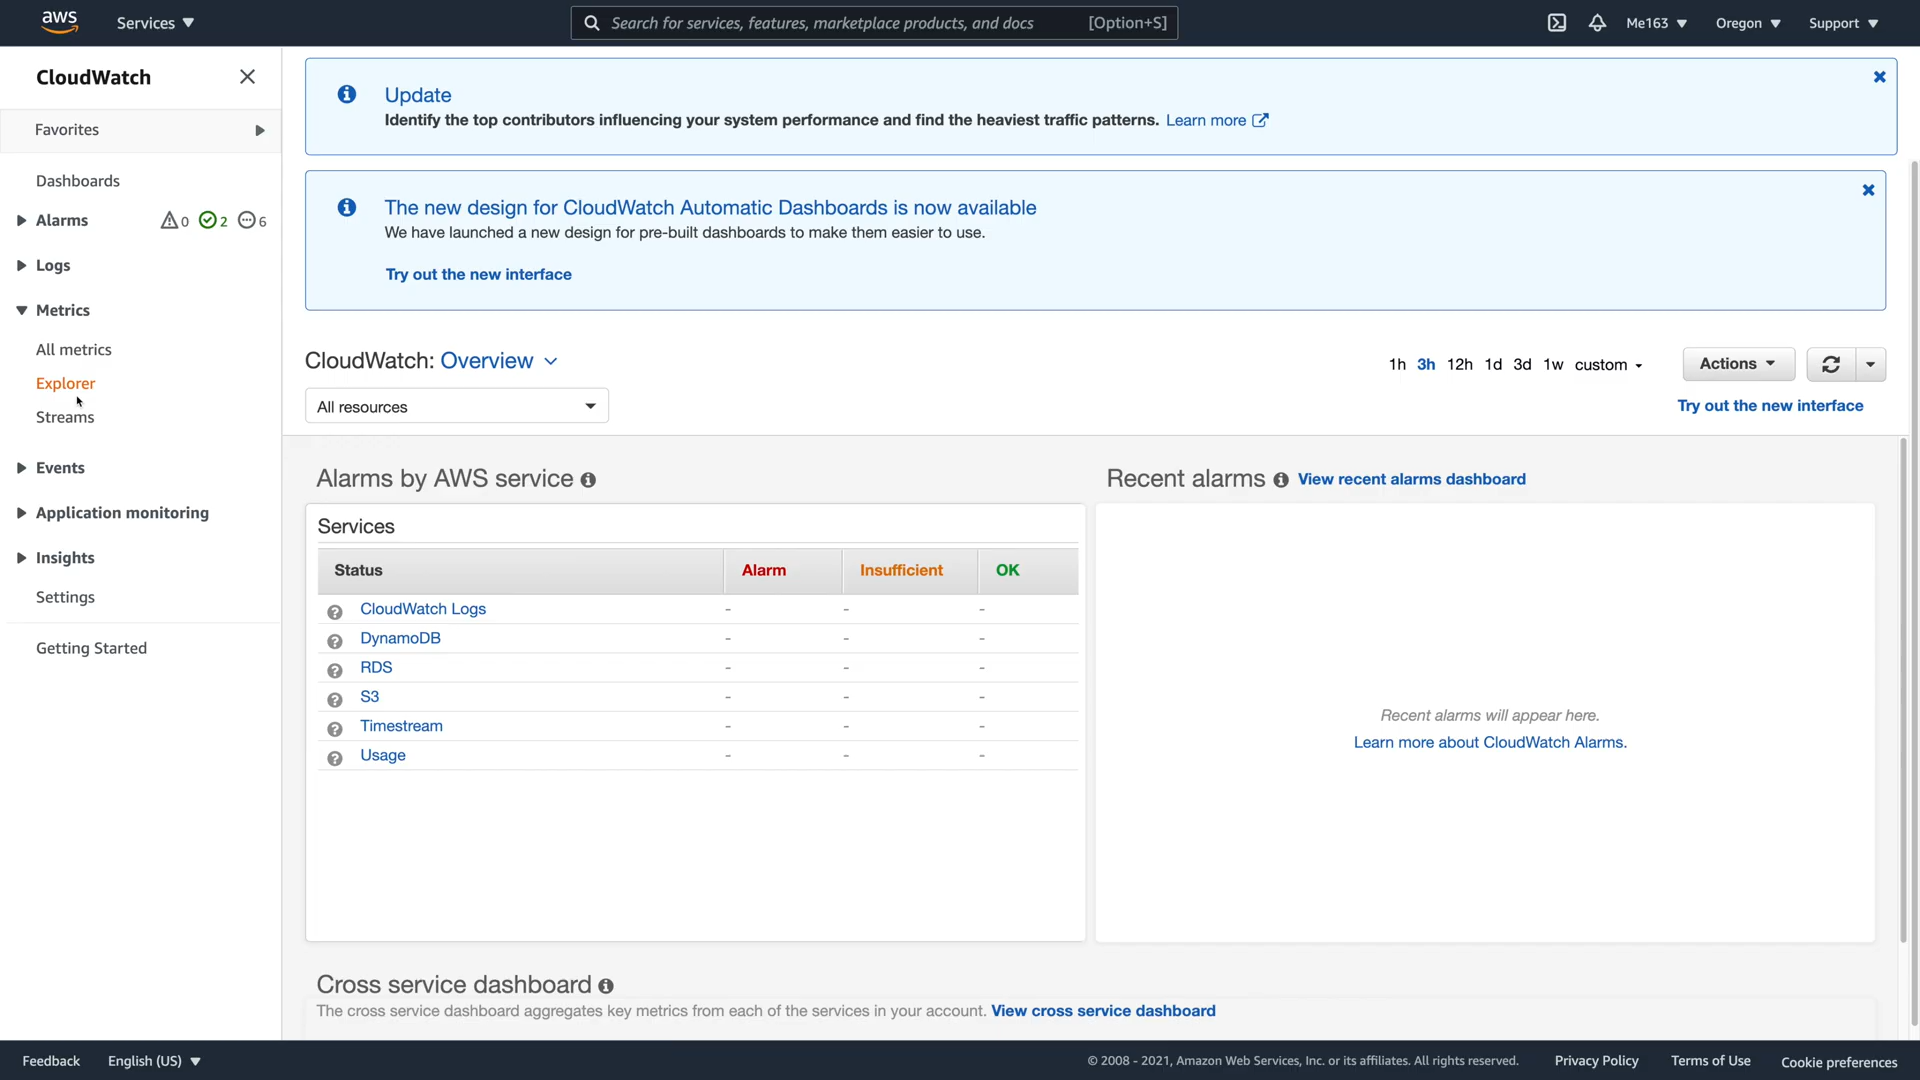 aws
Services
Search for services, features, marketplace products, and docs [Option+S]
Me163
Oregon
Support
CloudWatch
Favorites
Dashboards
Alarms 0 2 6
Logs
Metrics
All metrics
Explorer
Streams
Events
Application monitoring
Insights
Settings
Getting Started
Update
Identify the top contributors influencing your system performance and find the heaviest traffic patterns. Learn more
The new design for CloudWatch Automatic Dashboards is now available
We have launched a new design for pre-built dashboards to make them easier to use.
Try out the new interface
CloudWatch: Overview
1h 3h 12h 1d 3d 1w custom
Actions
All resources
Try out the new interface
Alarms by AWS service
Services
Status Alarm Insufficient OK
CloudWatch Logs - - -
DynamoDB - - -
RDS - - -
S3 - - -
Timestream - - -
Usage - - -
Recent alarms View recent alarms dashboard
Recent alarms will appear here.
Learn more about CloudWatch Alarms.
Cross service dashboard
The cross service dashboard aggregates key metrics from each of the services in your account. View cross service dashboard
Feedback
English (US)
© 2008 - 2021, Amazon Web Services, Inc. or its affiliates. All rights reserved.
Privacy Policy
Terms of Use
Cookie preferences